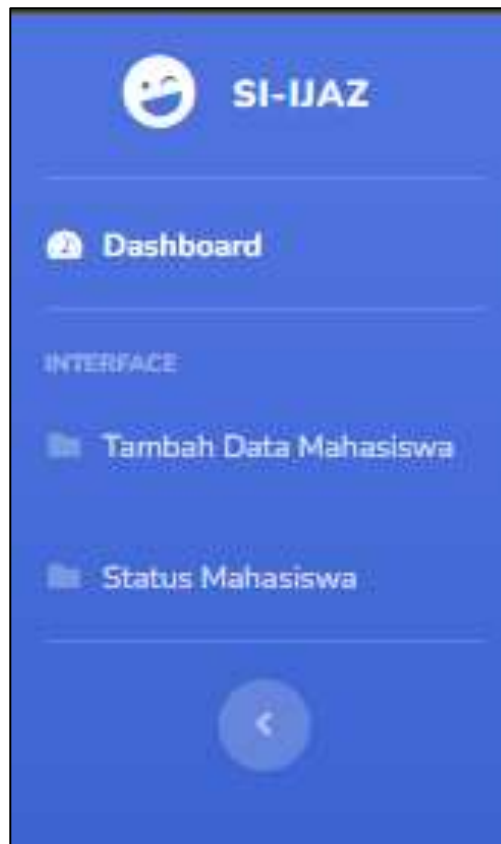 SI-IJAZ
Dashboard
INTERFACE
Tambah Data Mahasiswa
Status Mahasiswa